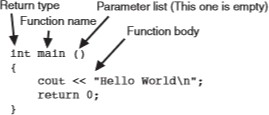 Return type
Parameter list (This one is empty)
Function name
Function body
int main ()
{
cout << "Hello World\n";
return 0;
}